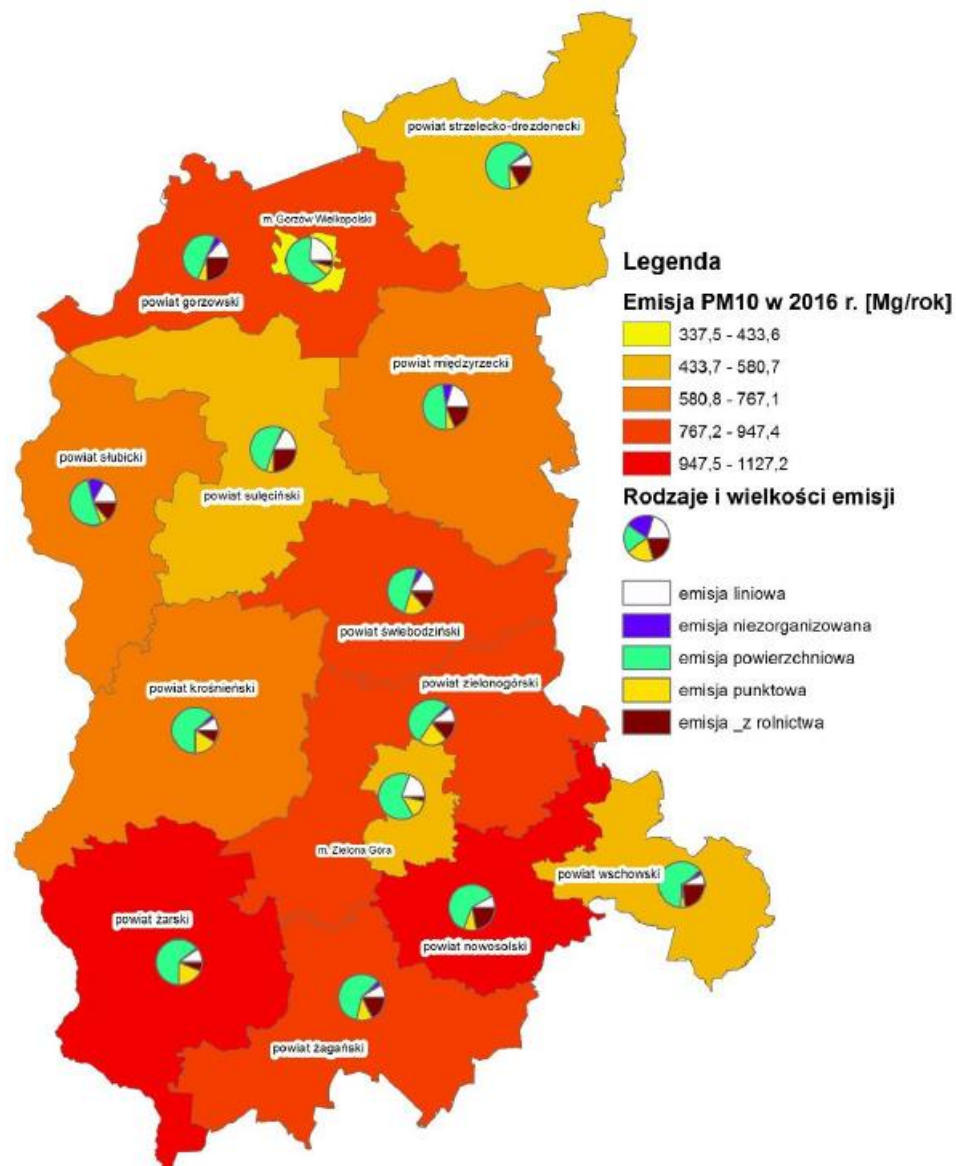 powiat strzelecko-drezdenecki
m. Gorzów Wielkopolski
powiat gorzowski
powiat międzyrzecki
powiat słubicki
powiat sulęciński
powiat świebodziński
powiat krośnieński
powiat zielonogórski
m. Zielona Góra
powiat wschowski
powiat żarski
powiat nowosolski
powiat żagański
Legenda
Emisja PM10 w 2016 r. [Mg/rok]
337,5 - 433,6
433,7 - 580,7
580,8 - 767,1
767,2 - 947,4
947,5 - 1127,2
Rodzaje i wielkości emisji
emisja liniowa
emisja niezorganizowana
emisja powierzchniowa
emisja punktowa
emisja _z rolnictwa